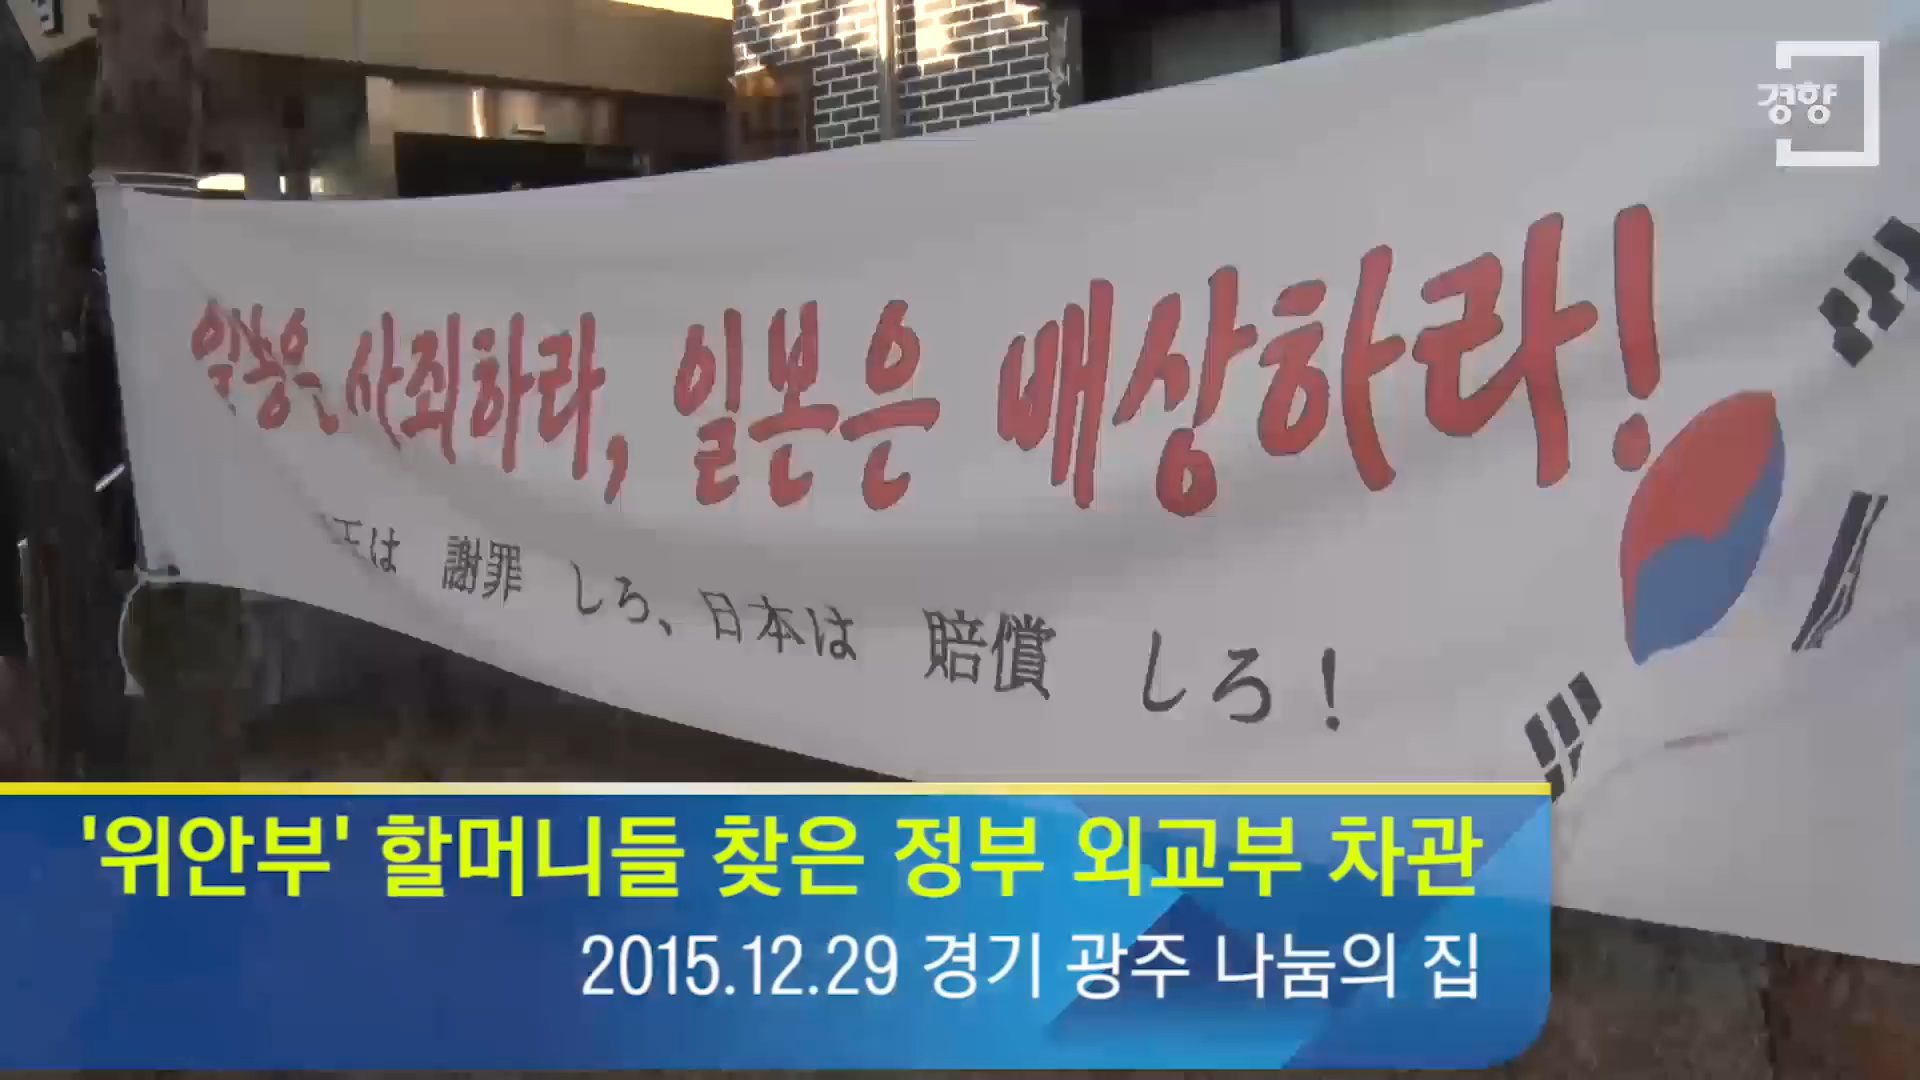 경향
일왕은 사죄하라, 일본은 배상하라!
は 謝罪 しろ、日本は 賠償 しろ!
'위안부' 할머니들 찾은 정부 외교부 차관
2015.12.29 경기 광주 나눔의 집